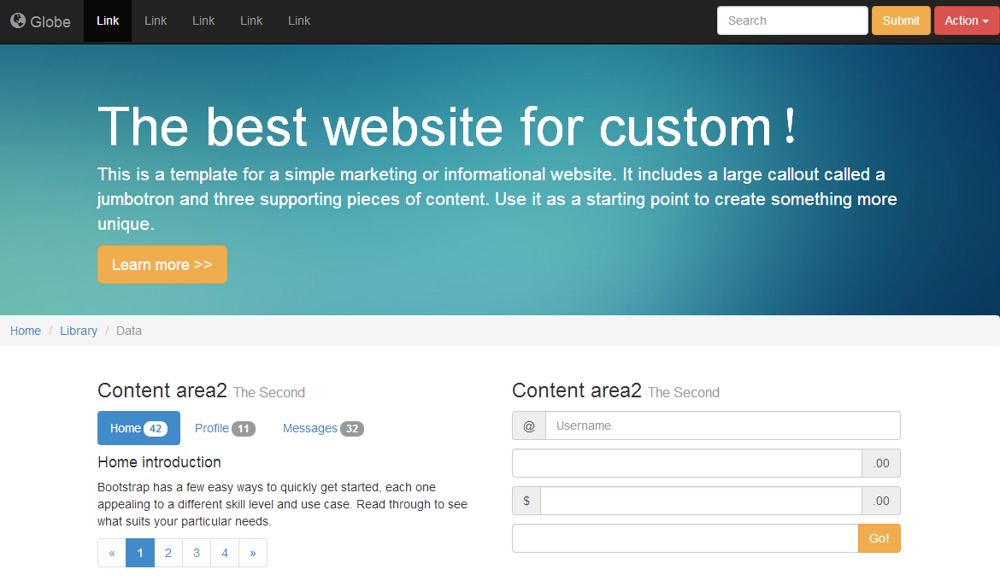 Globe Link Link Link Link Link Search Submit Action
The best website for custom！
This is a template for a simple marketing or informational website. It includes a large callout called a
jumbotron and three supporting pieces of content. Use it as a starting point to create something more
unique.
Learn more >>
Home / Library / Data
Content area2 The Second
Home 42 Profile 11 Messages 32
Home introduction
Bootstrap has a few easy ways to quickly get started, each one
appealing to a different skill level and use case. Read through to see
what suits your particular needs.
« 1 2 3 4 »
Content area2 The Second
@ Username
.00
$ .00
Go!